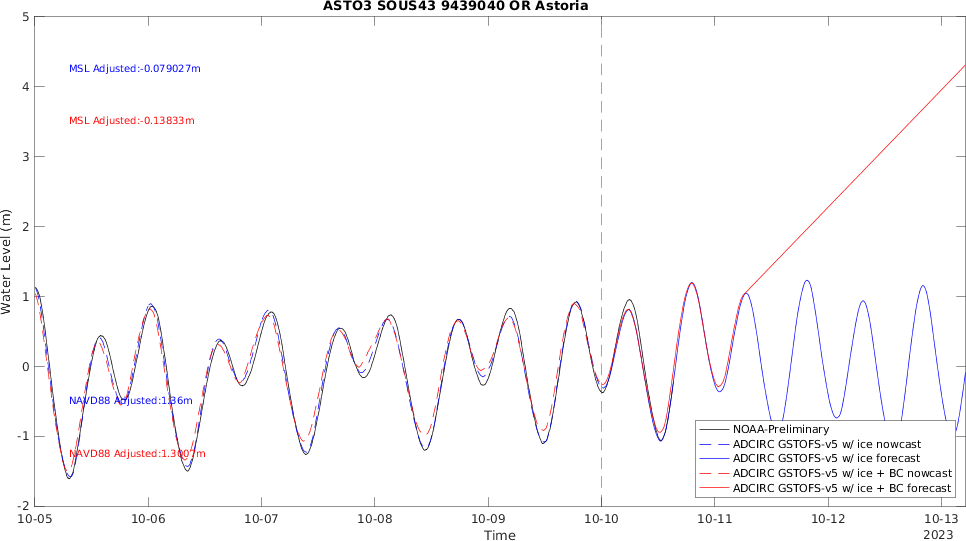 ASTO3 SOUS43 9439040 OR Astoria
5
MSL Adjusted:-0.079027m
4
MSL Adjusted:-0.13833m
3
2
Water Level (m)
1
0
NAVD88 Adjusted:1.36m
-1
NAVD88 Adjusted:1.3007m
NOAA-Preliminary
ADCIRC GSTOFS-v5 w/ ice nowcast
ADCIRC GSTOFS-v5 w/ ice forecast
ADCIRC GSTOFS-v5 w/ ice + BC nowcast
ADCIRC GSTOFS-v5 w/ ice + BC forecast
-2
10-05 10-06 10-07 10-08 10-09 10-10 10-11 10-12 10-13
Time
2023